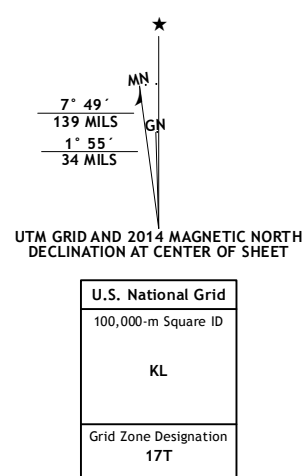 ★
MN
7° 49´
139 MILS
GN
1° 55´
34 MILS
UTM GRID AND 2014 MAGNETIC NORTH
DECLINATION AT CENTER OF SHEET
U.S. National Grid
100,000-m Square ID
KL
Grid Zone Designation
17T